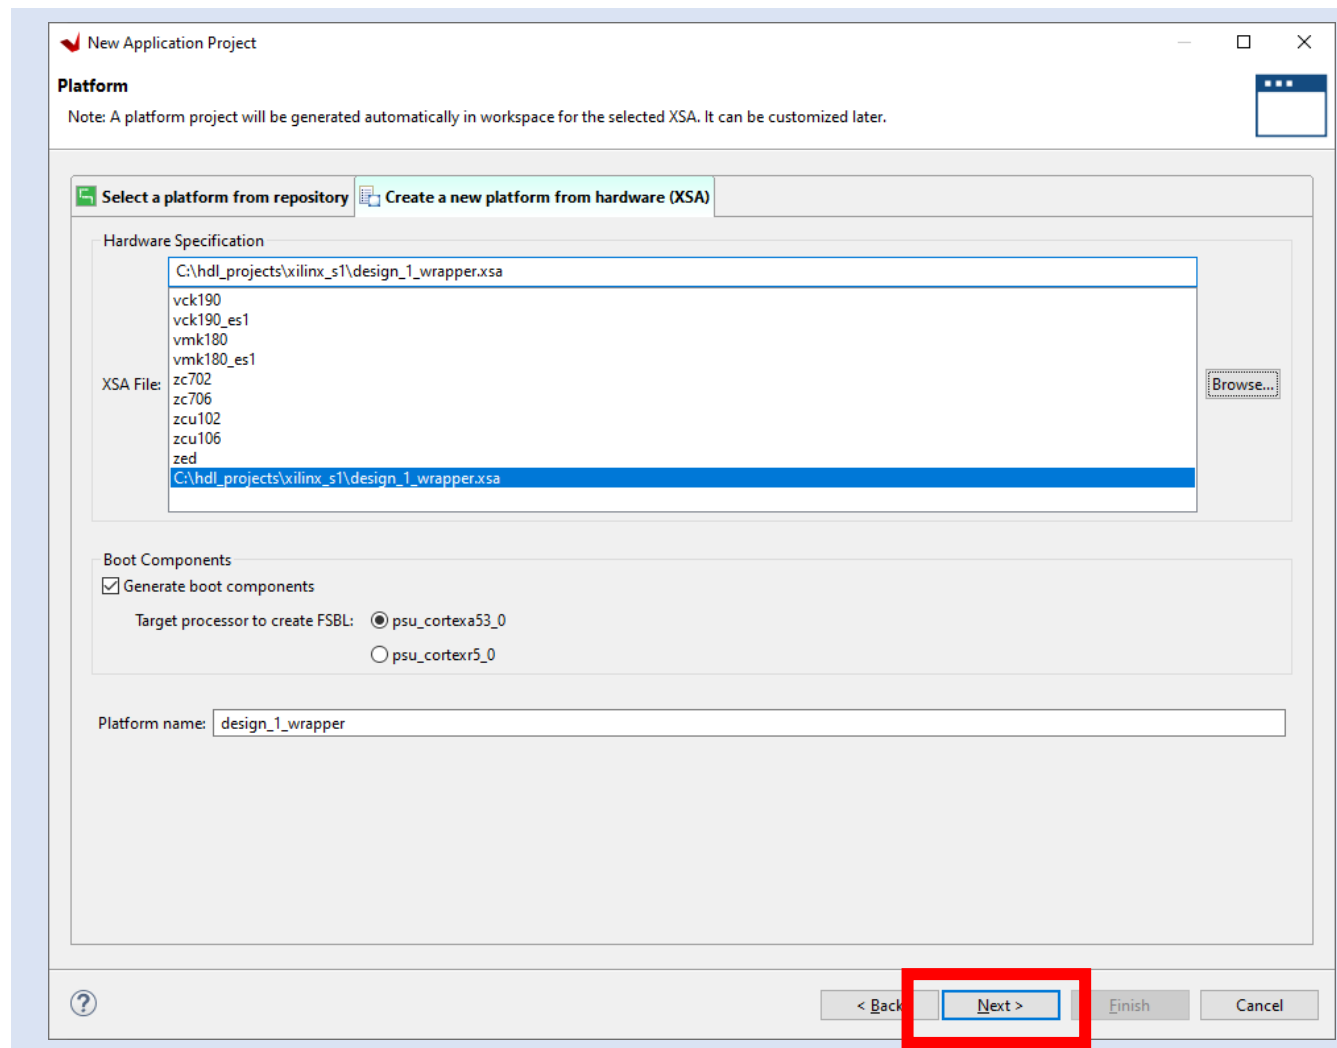 New Application Project
Platform
Note: A platform project will be generated automatically in workspace for the selected XSA. It can be customized later.
Select a platform from repository Create a new platform from hardware (XSA)
Hardware Specification
C:\hdl_projects\xilinx_s1\design_1_wrapper.xsa
vck190
vck190_es1
vmk180
vmk180_es1
XSA File: zc702
Browse...
zc706
zcu102
zcu106
zed
C:\hdl_projects\xilinx_s1\design_1_wrapper.xsa
Boot Components
Generate boot components
Target processor to create FSBL: psu_cortexa53_0
psu_cortexr5_0
Platform name: design_1_wrapper
? < Back Next > Finish Cancel